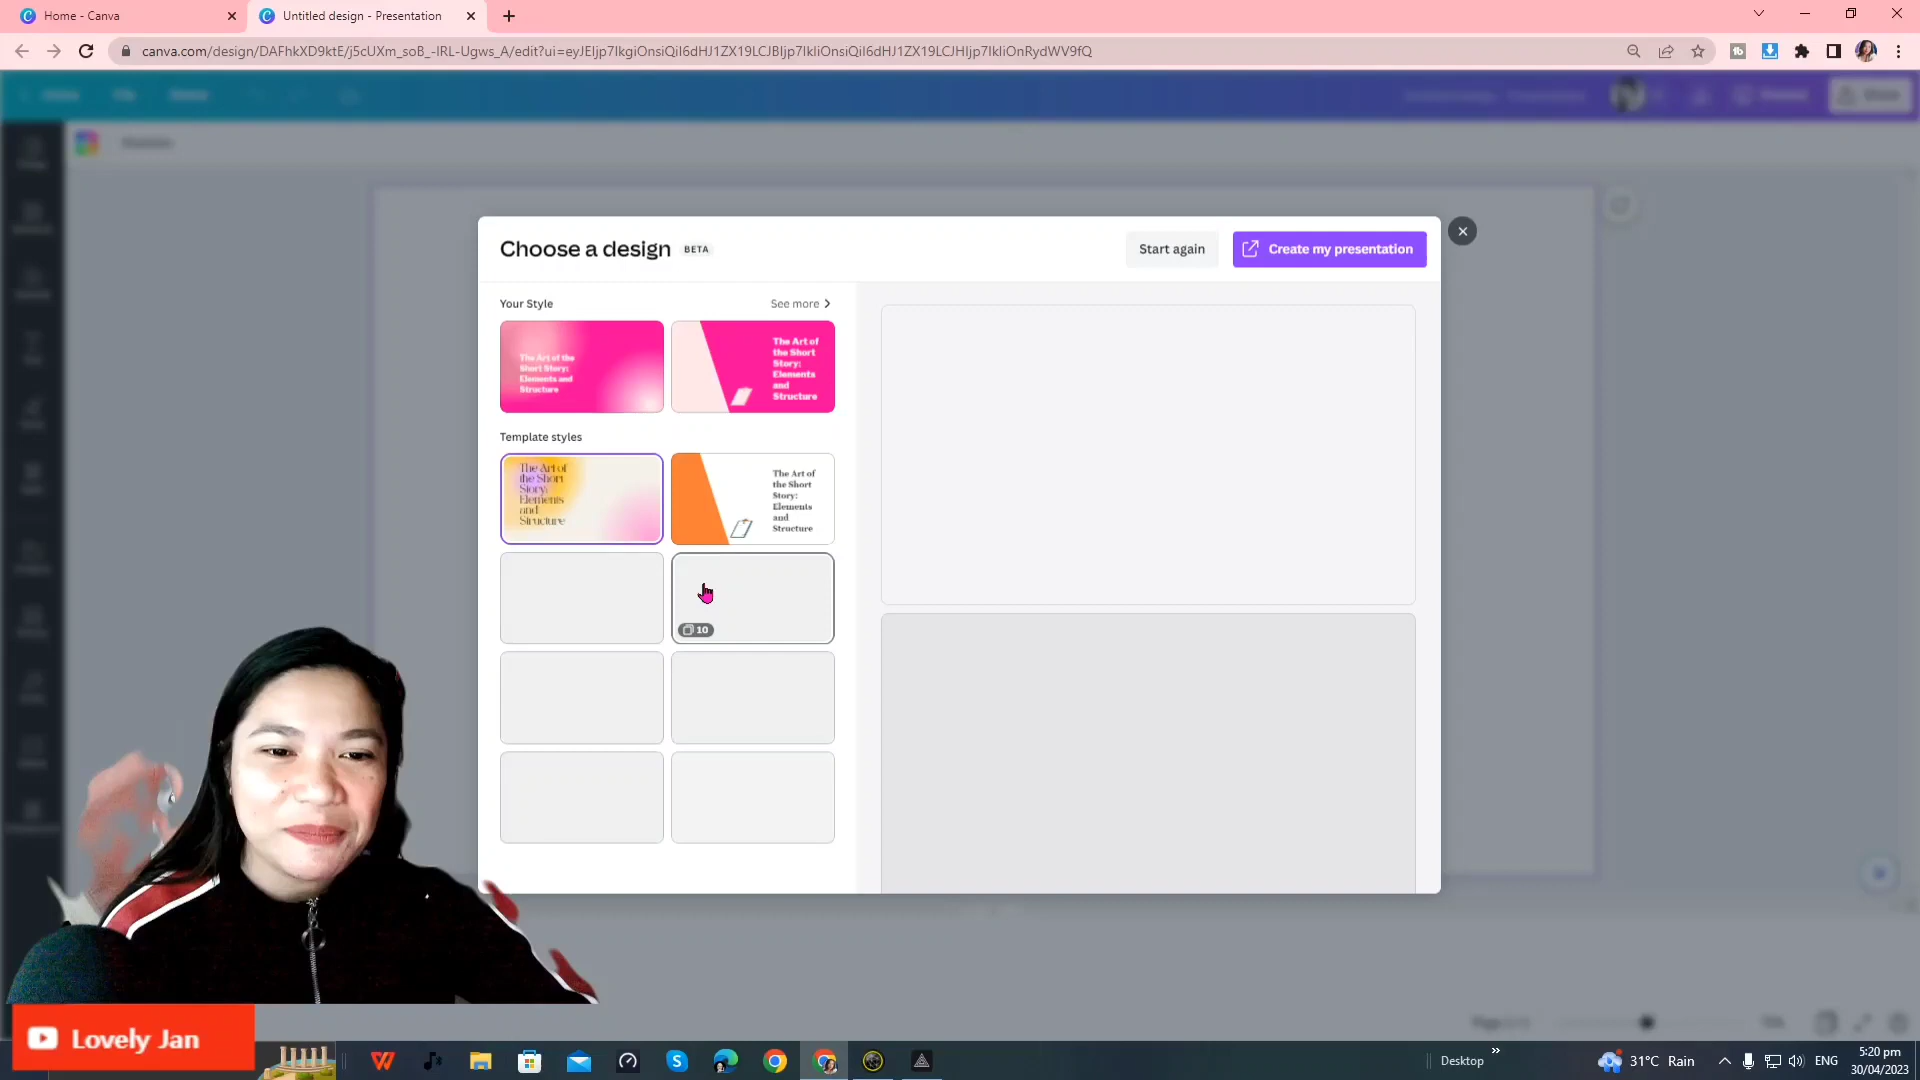 Home - Canva
Untitled design - Presentation
canva.com/design/DAFhkXD9ktE/j5cUXm_soB_-lRL-Ugws_A/edit?ui=eyJEIjp7IkgiOnsiQiI6dHJ1ZX19LCJBIjp7IkIiOnsiQiI6dHJ1ZX19LCJHIjp7IkIiOnRydWV9fQ
Choose a design BETA
Start again
Create my presentation
Your Style
See more
The Art of the
Short Story:
Elements and
Structure
The Art of
the Short
Story:
Elements
and
Structure
Template styles
The Art of
the Short
Story:
Elements
and
Structure
The Art of
the Short
Story:
Elements
and
Structure
10
Lovely Jan
Desktop
31°C Rain
ENG
5:20 pm
30/04/2023